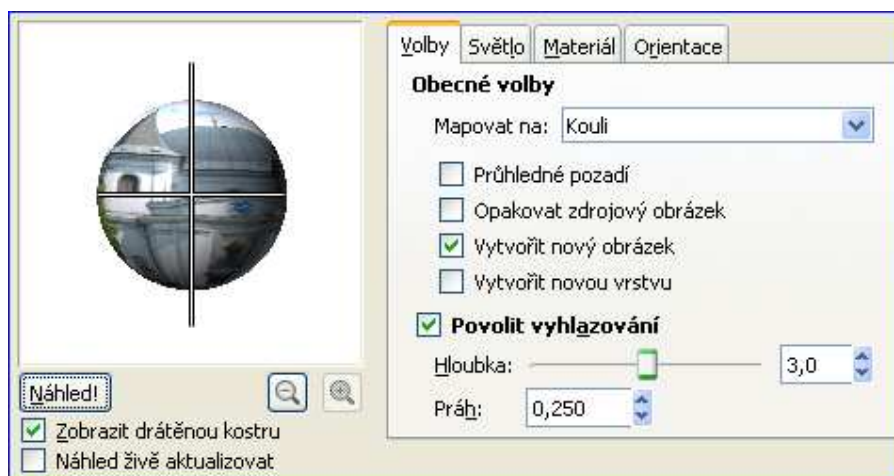 Volby Světlo Materiál Orientace
Obecné volby
Mapovat na: Kouli
Průhledné pozadí
Opakovat zdrojový obrázek
Vytvořit nový obrázek
Vytvořit novou vrstvu
Povolit vyhlazování
Hloubka: 3,0
Práh: 0,250
Náhled!
Zobrazit drátěnou kostru
Náhled živě aktualizovat